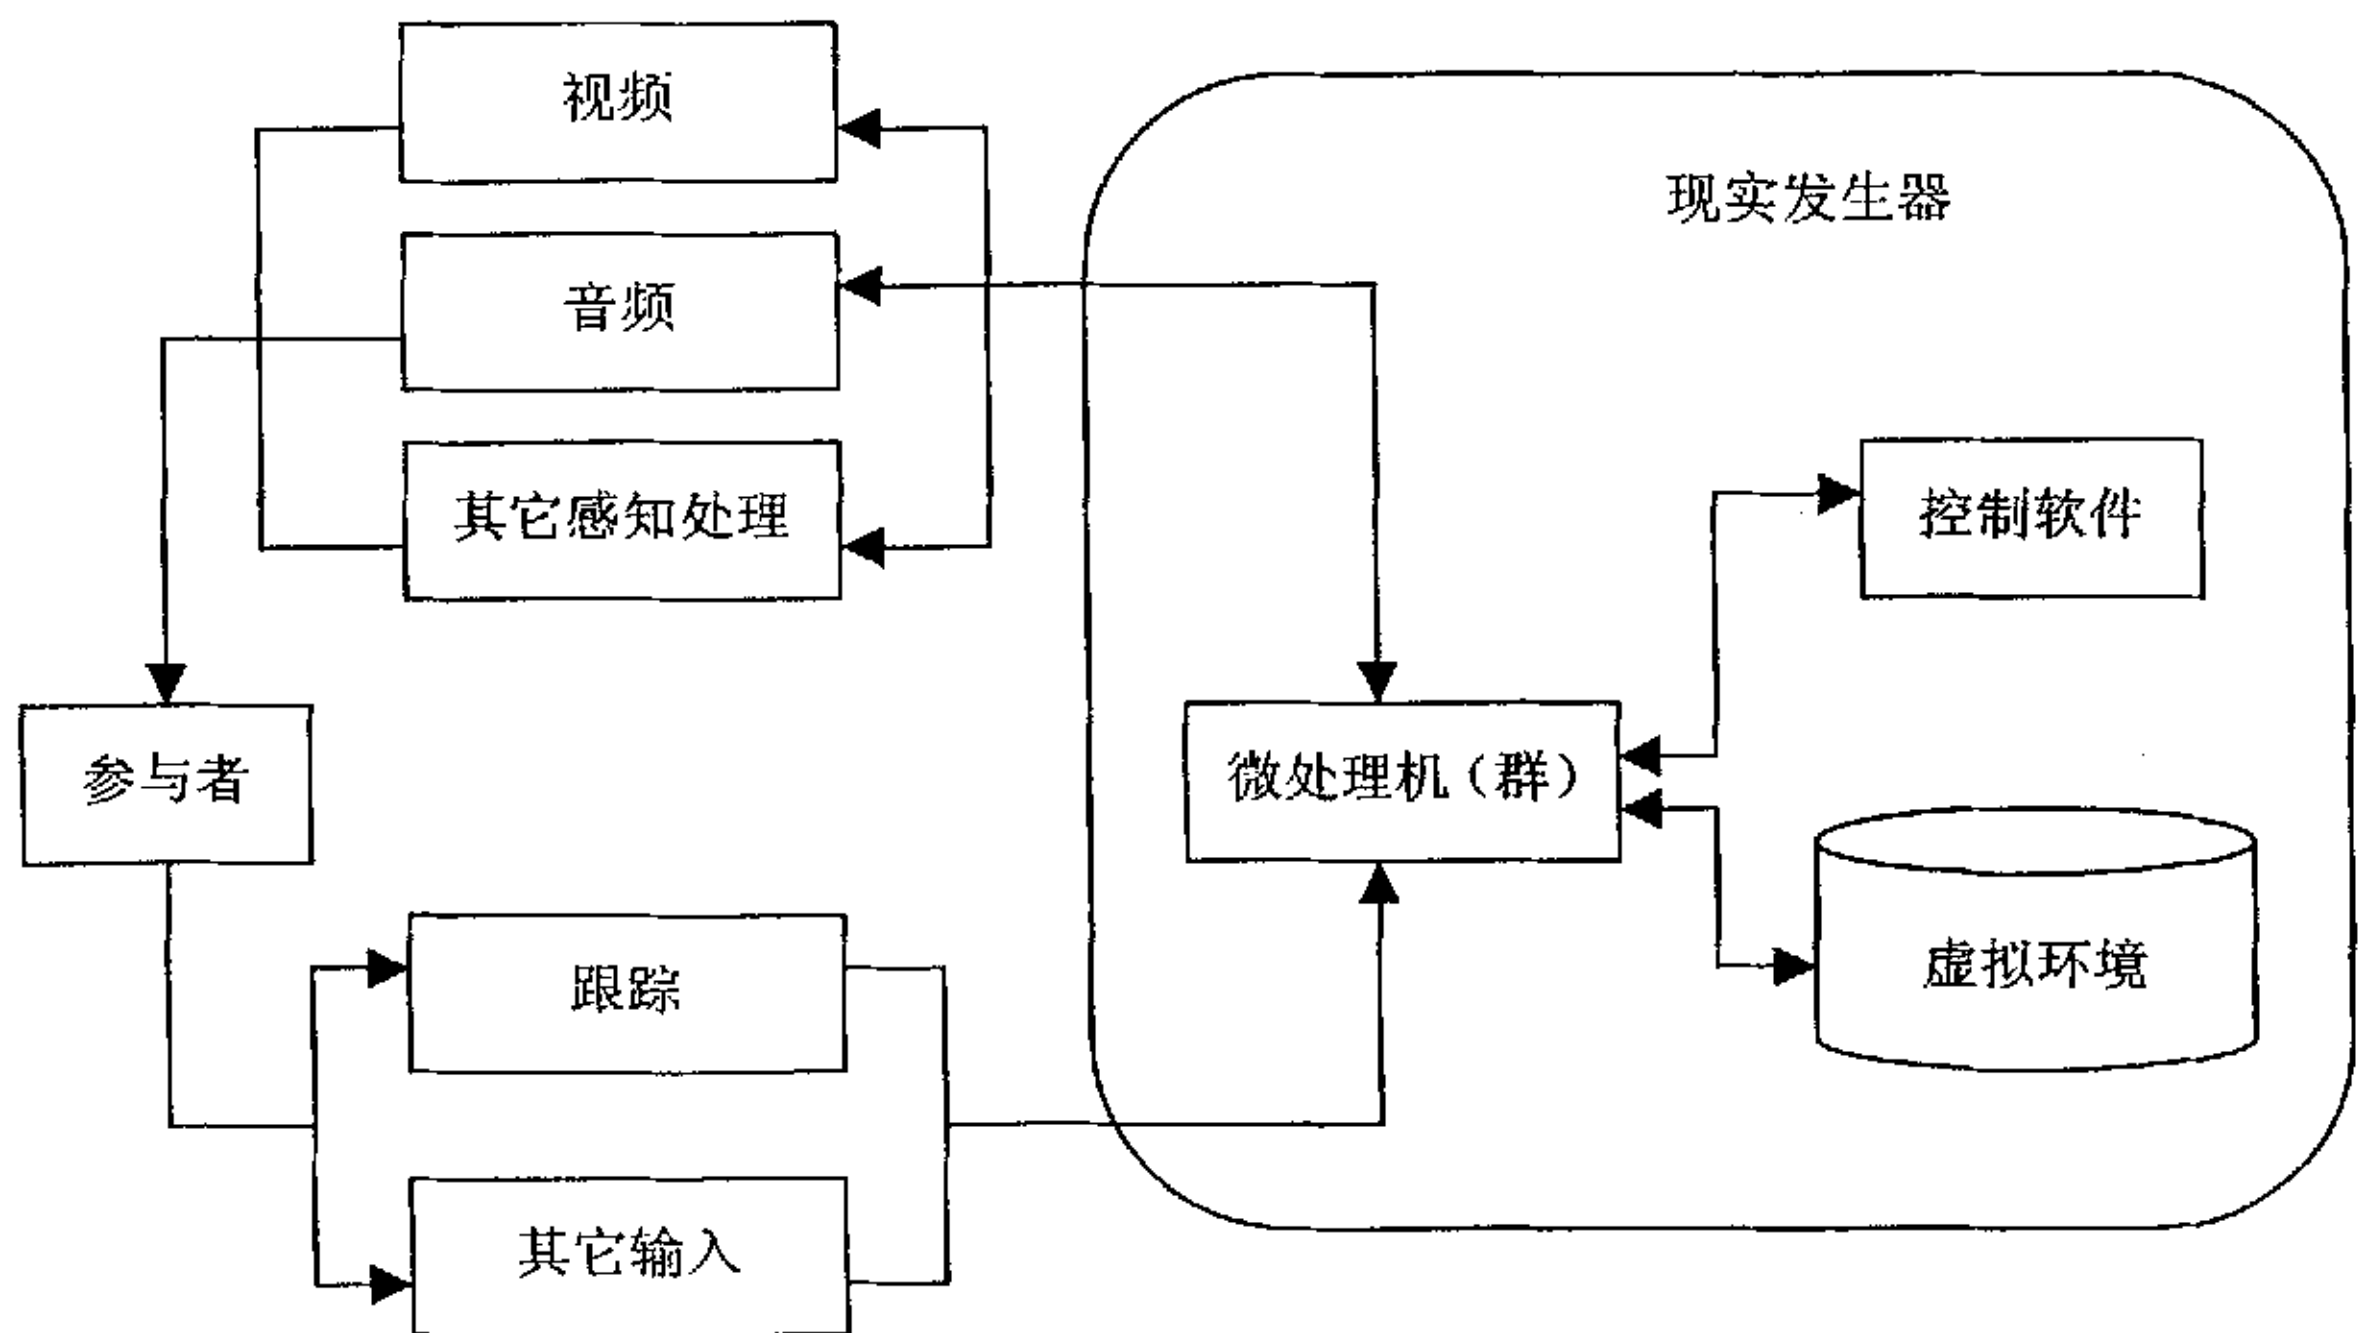 视频
现实发生器
音频
其它感知处理
控制软件
参与者
微处理机(群)
跟踪
虚拟环境
其它输入